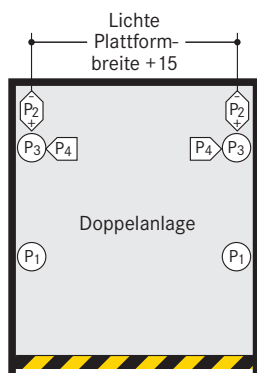 Lichte
Plattform-
breite +15
- -
P2 P2
+ +
P3 P4 P4 P3
Doppelanlage
P1 P1